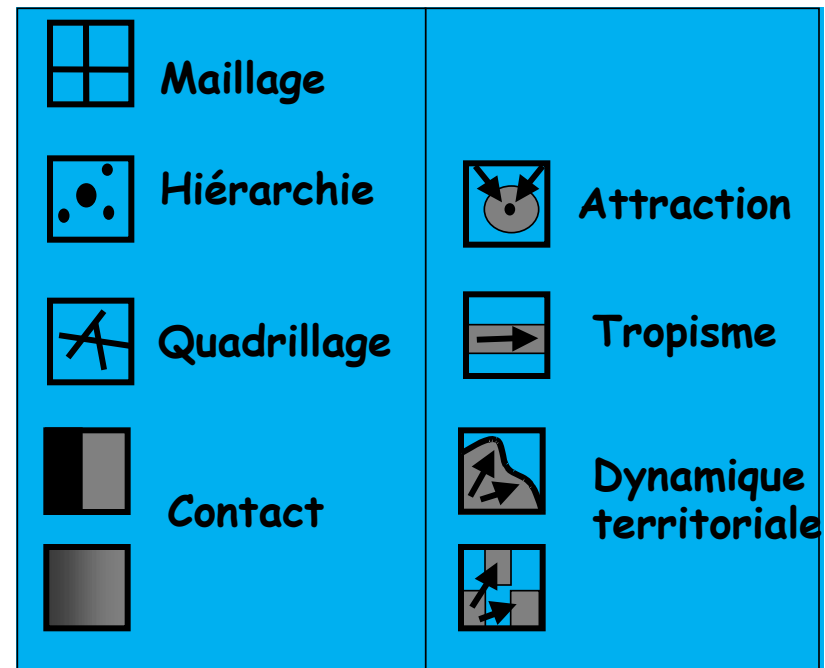 Maillage
Hiérarchie
Quadrillage
Contact
Attraction
Tropisme
Dynamique
territoriale